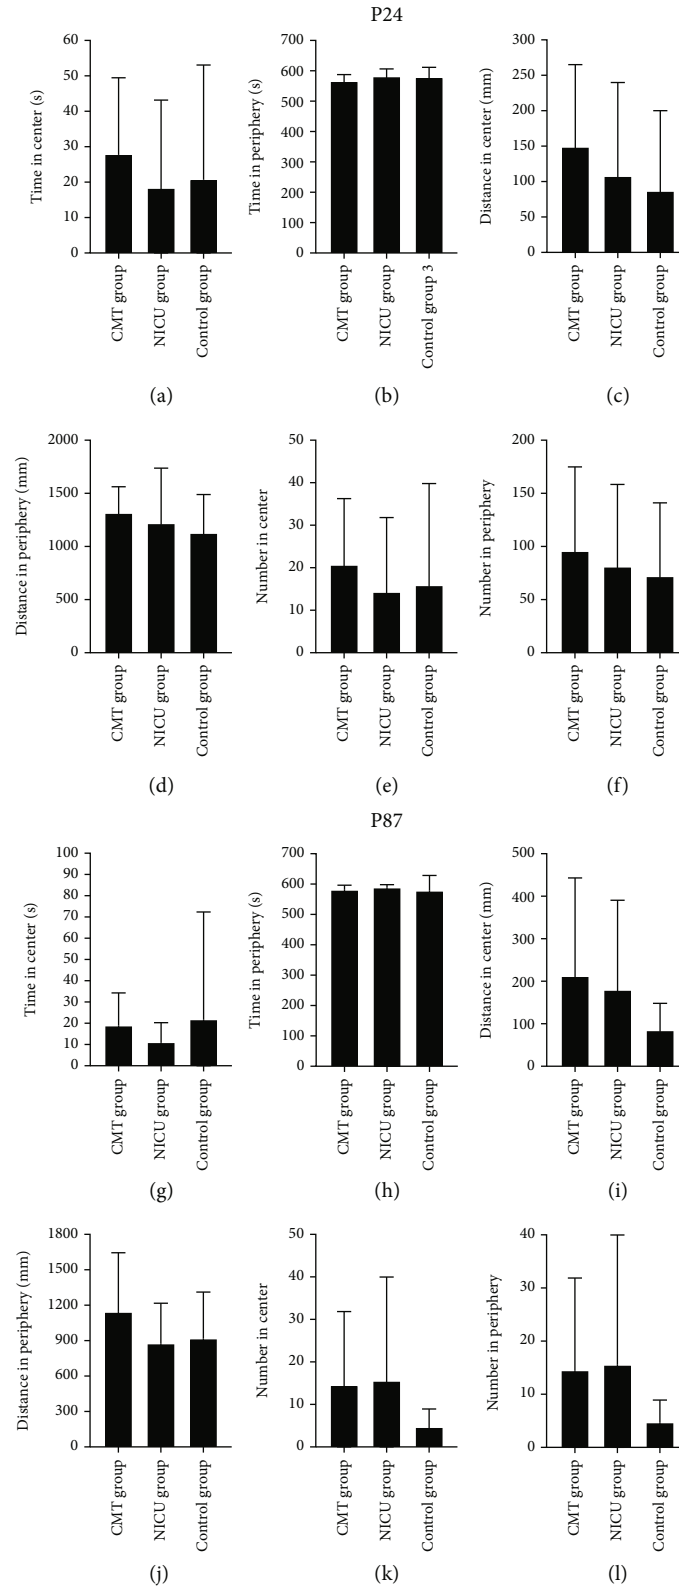 P24
Time in center (s)
60
50
40
30
20
10
0
CMT group
NICU group
Control group
(a)
Time in periphery (s)
700
600
500
400
300
200
100
0
CMT group
NICU group
Control group 3
(b)
Distance in center (mm)
300
250
200
150
100
50
0
CMT group
NICU group
Control group
(c)
Distance in periphery (mm)
2000
1500
1000
500
0
CMT group
NICU group
Control group
(d)
Number in center
50
40
30
20
10
0
CMT group
NICU group
Control group
(e)
Number in periphery
200
150
100
50
0
CMT group
NICU group
Control group
(f)
P87
Time in center (s)
100
90
80
70
60
50
40
30
20
10
0
CMT group
NICU group
Control group
(g)
Time in periphery (s)
700
600
500
400
300
200
100
0
CMT group
NICU group
Control group
(h)
Distance in center (mm)
500
400
300
200
100
0
CMT group
NICU group
Control group
(i)
Distance in periphery (mm)
1800
1500
1200
900
600
300
0
CMT group
NICU group
Control group
(j)
Number in center
50
40
30
20
10
0
CMT group
NICU group
Control group
(k)
Number in periphery
40
30
20
10
0
CMT group
NICU group
Control group
(l)